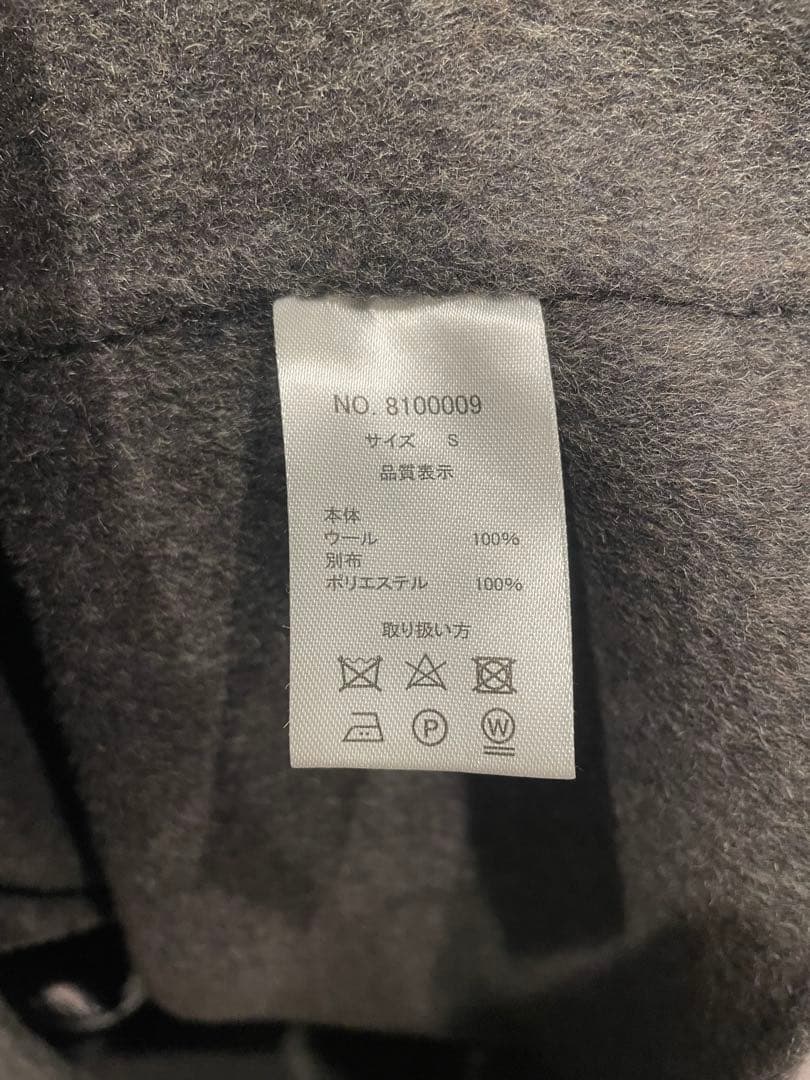 NO. 8100009
サイズ S
品質表示
本体
ウール 100%
別布
ポリエステル 100%
取り扱い方
P W